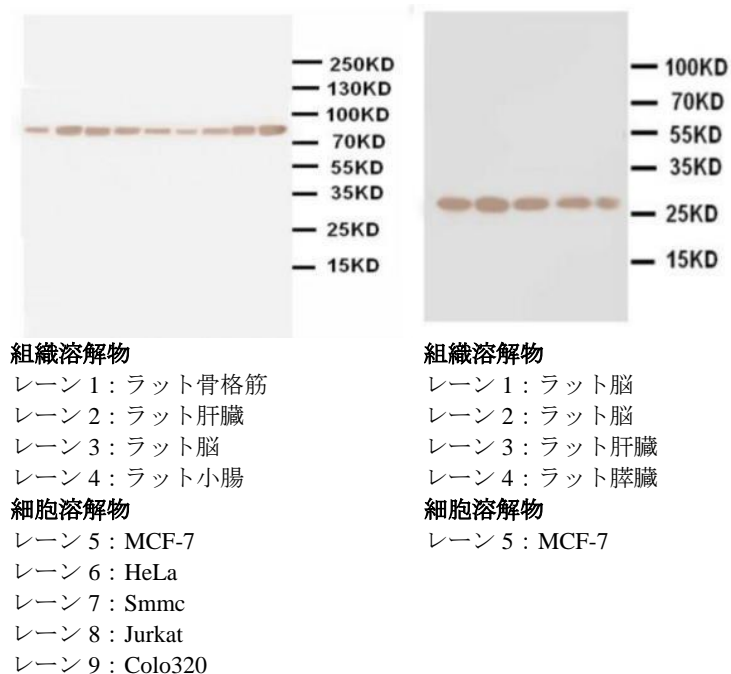 250KD
130KD
100KD
70KD
55KD
35KD
25KD
15KD
組織溶解物
レーン 1：ラット骨格筋
レーン 2：ラット肝臓
レーン 3：ラット脳
レーン 4：ラット小腸
細胞溶解物
レーン 5：MCF-7
レーン 6：HeLa
レーン 7：Smmc
レーン 8：Jurkat
レーン 9：Colo320
100KD
70KD
55KD
35KD
25KD
15KD
組織溶解物
レーン 1：ラット脳
レーン 2：ラット脳
レーン 3：ラット肝臓
レーン 4：ラット膵臓
細胞溶解物
レーン 5：MCF-7